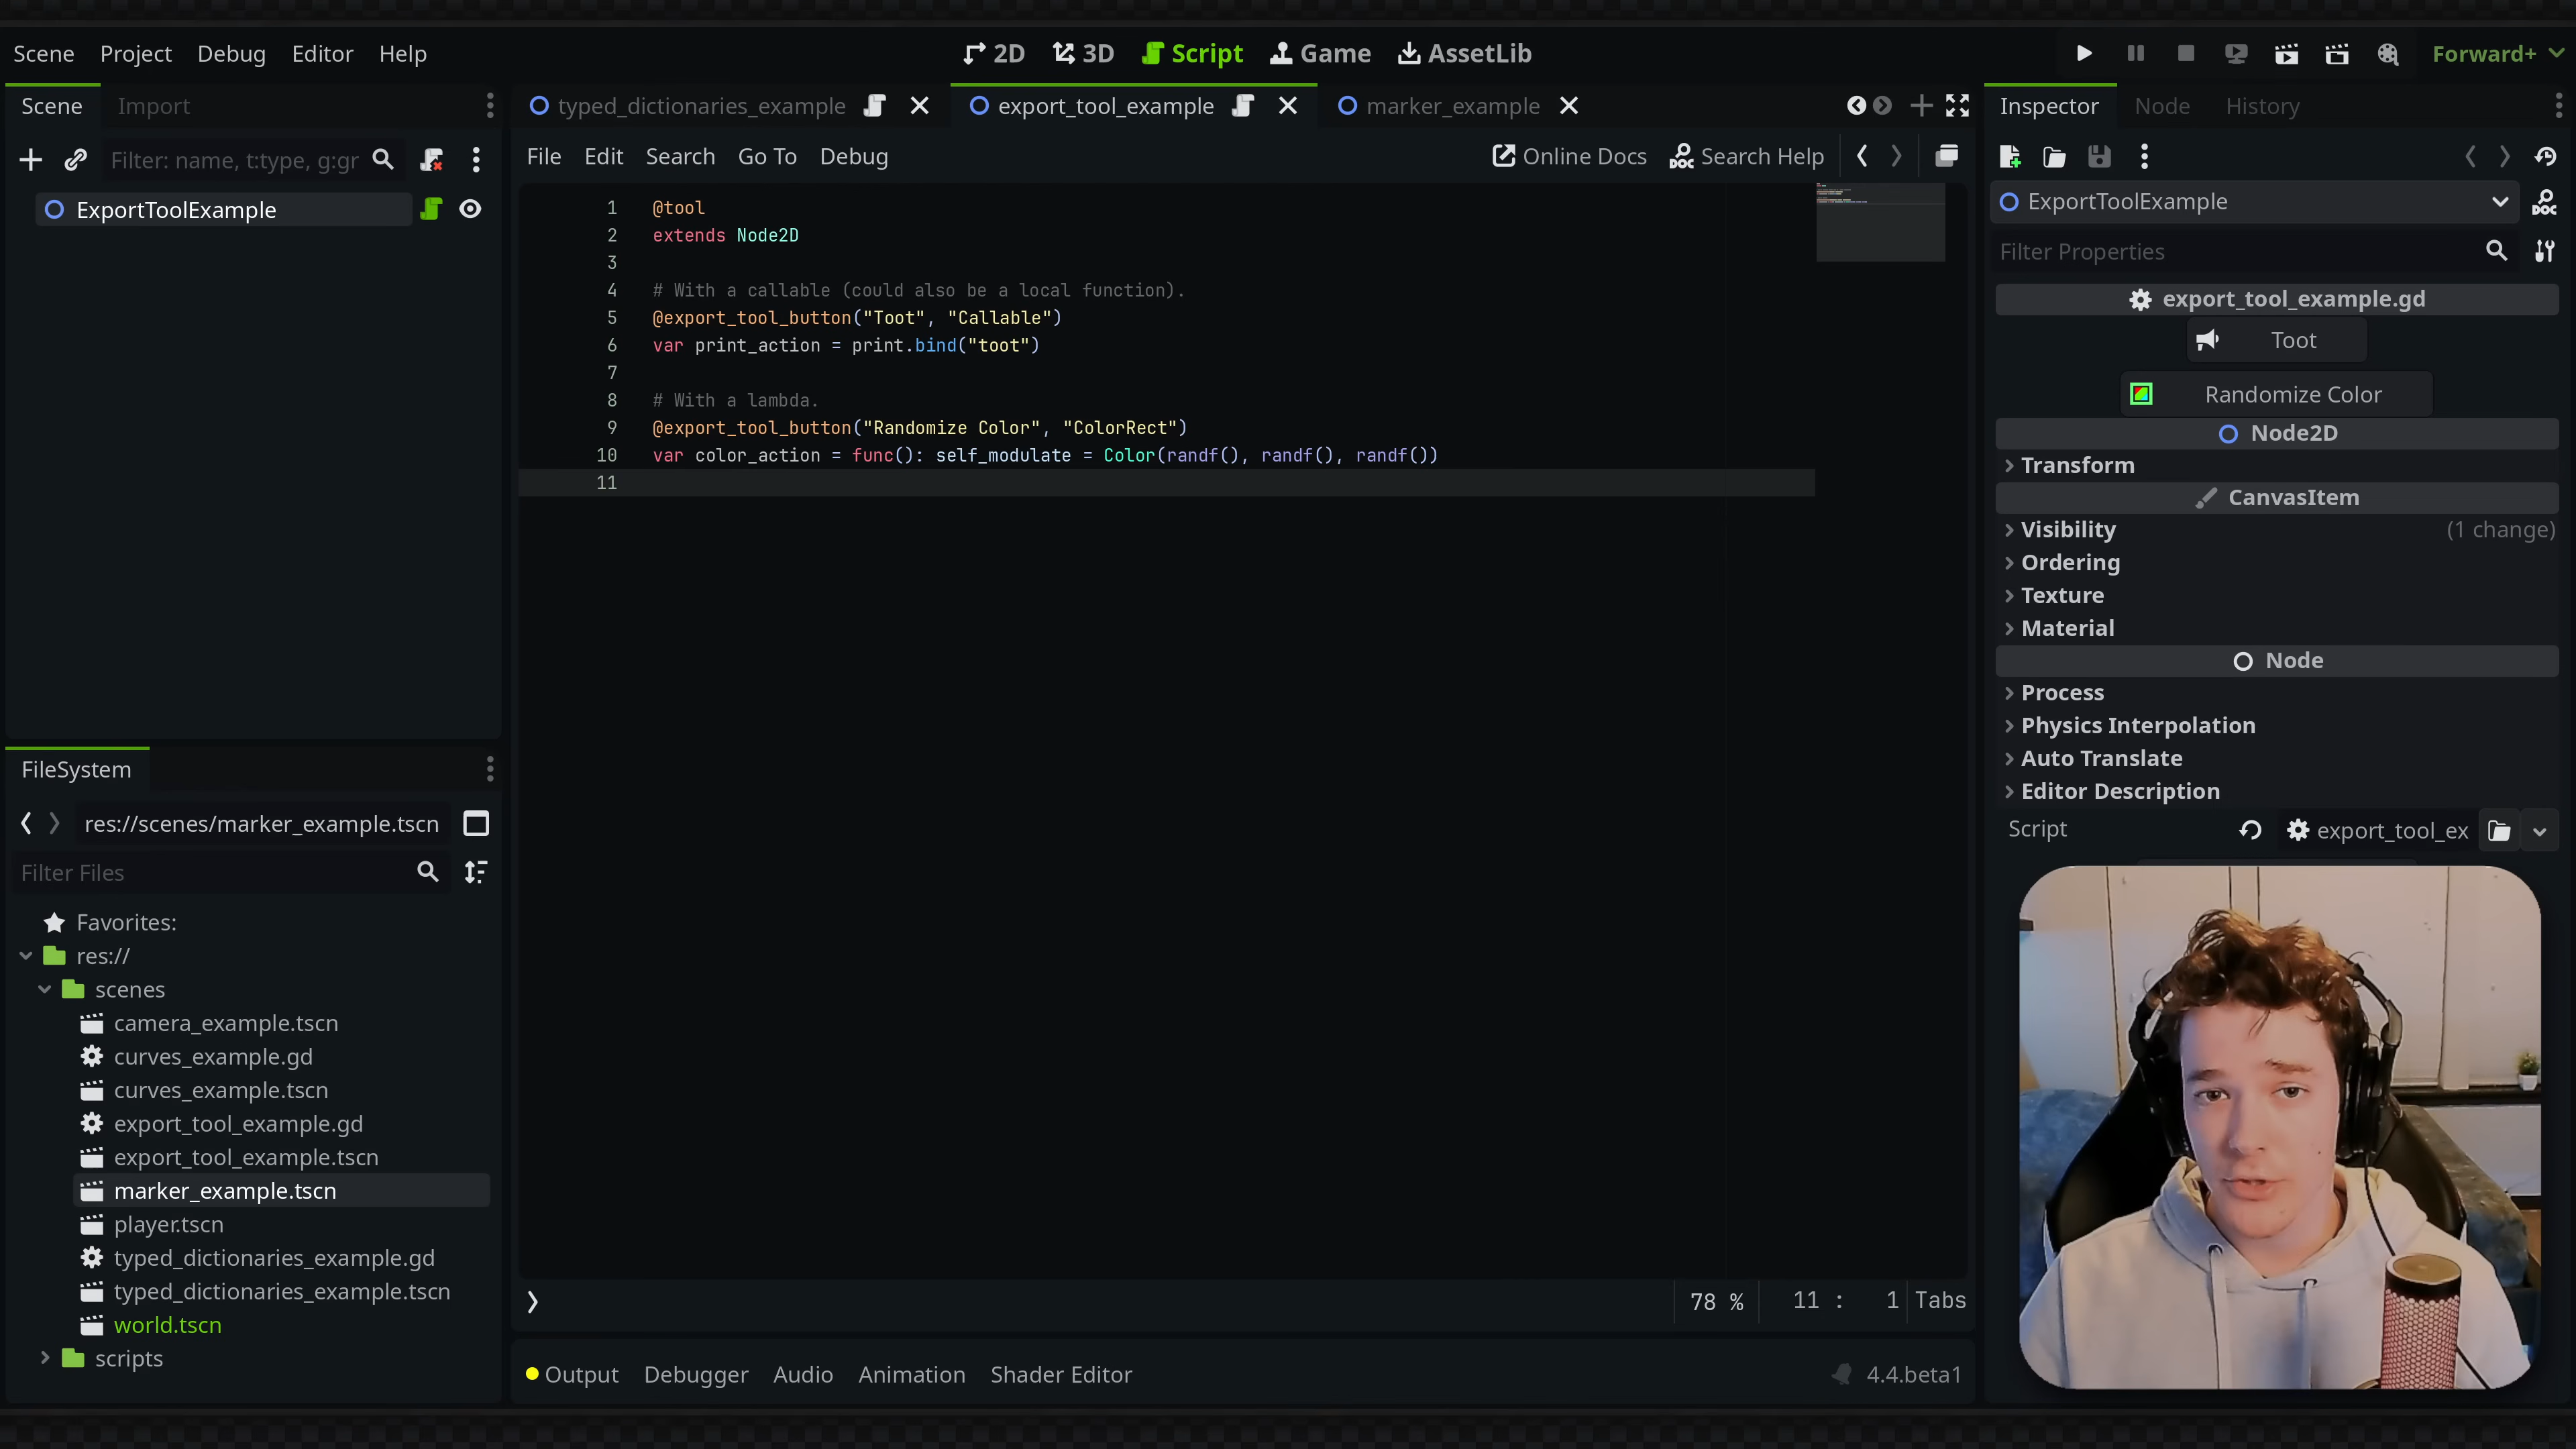 Scene Project Debug Editor Help
2D 3D Script Game AssetLib
Forward+
Scene Import
Filter: name, t:type, g:gr
ExportToolExample
FileSystem
res://scenes/marker_example.tscn
Filter Files
Favorites:
res://
scenes
camera_example.tscn
curves_example.gd
curves_example.tscn
export_tool_example.gd
export_tool_example.tscn
marker_example.tscn
player.tscn
typed_dictionaries_example.gd
typed_dictionaries_example.tscn
world.tscn
scripts
typed_dictionaries_example export_tool_example marker_example
File Edit Search Go To Debug Online Docs DOC Search Help
1 @tool
2 extends Node2D
3
4 # With a callable (could also be a local function).
5 @export_tool_button("Toot", "Callable")
6 var print_action = print.bind("toot")
7
8 # With a lambda.
9 @export_tool_button("Randomize Color", "ColorRect")
10 var color_action = func(): self_modulate = Color(randf(), randf(), randf())
11
78 % 11 : 1 Tabs
Output Debugger Audio Animation Shader Editor 4.4.beta1
Inspector Node History
ExportToolExample DOC
Filter Properties
export_tool_example.gd
Toot
Randomize Color
Node2D
Transform
CanvasItem
Visibility (1 change)
Ordering
Texture
Material
Node
Process
Physics Interpolation
Auto Translate
Editor Description
Script export_tool_ex